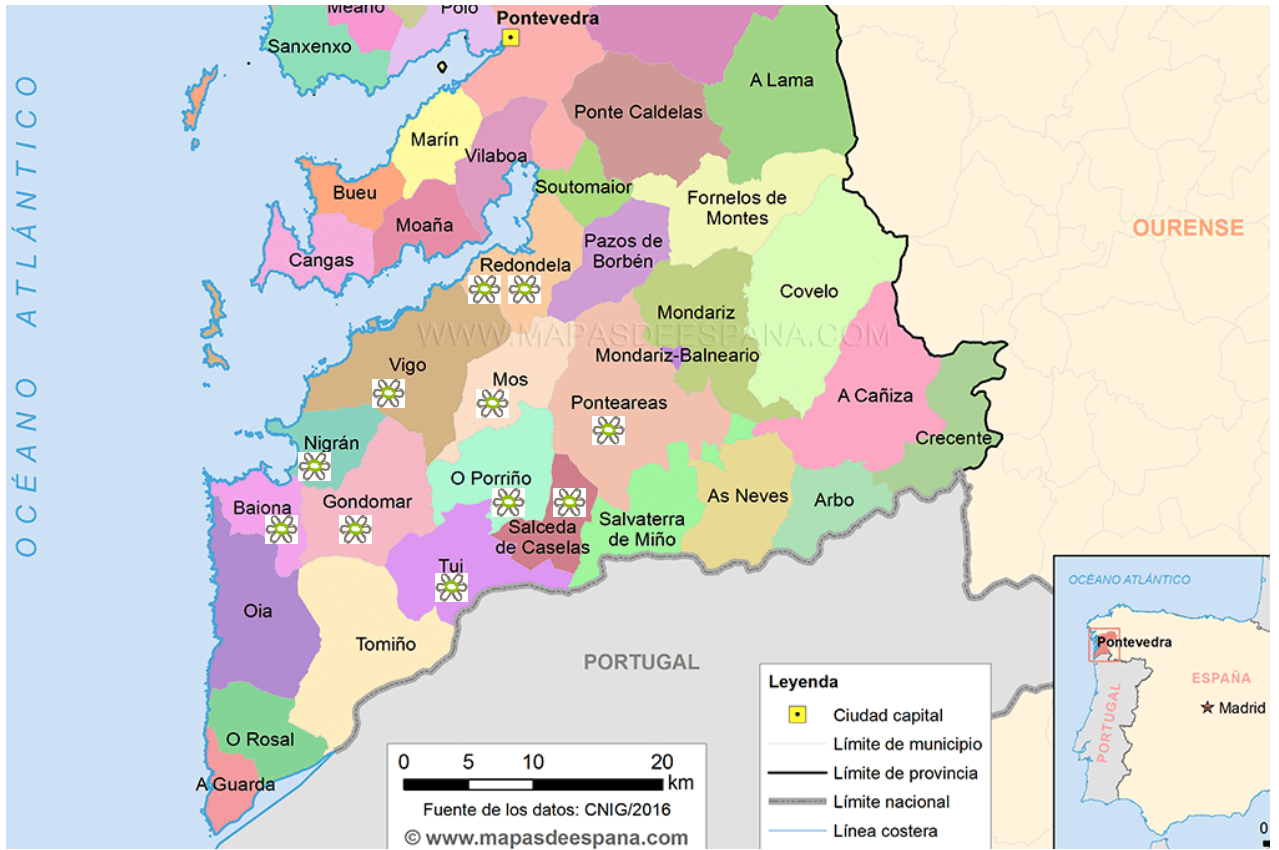 Meaño
Poio
Pontevedra
Sanxenxo
A Lama
Ponte Caldelas
Marín
Vilaboa
Soutomaior
Bueu
Fornelos de
Montes
Moaña
OURENSE
Pazos de
Borbén
Cangas
Redondela
Covelo
Mondariz
WWW.MAPASDEESPANA.COM
Mondariz-Balneario
Vigo
Mos
A Cañiza
Ponteareas
Crecente
Nigrán
O Porriño
As Neves
Arbo
Gondomar
Baiona
Salvaterra
de Miño
Salceda
de Caselas
Tui
Oia
Tomiño
O Rosal
A Guarda
OCÉANO ATLÁNTICO
PORTUGAL
0 5 10 20
km
Fuente de los datos: CNIG/2016
© www.mapasdeespana.com
Leyenda
Ciudad capital
Límite de municipio
Límite de provincia
Límite nacional
Línea costera
OCÉANO ATLÁNTICO
Pontevedra
ESPAÑA
Madrid
PORTUGAL
0